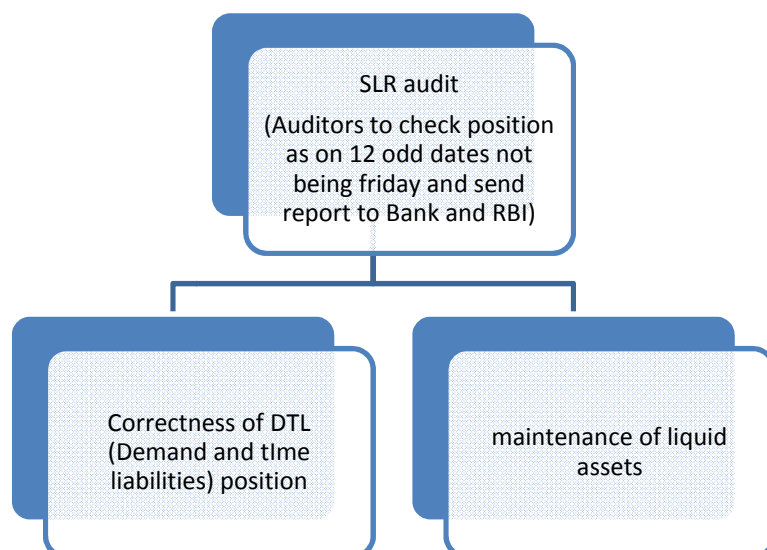 SLR audit
(Auditors to check position
as on 12 odd dates not
being friday and send
report to Bank and RBI)
Correctness of DTL
(Demand and tIme
liabilities) position
maintenance of liquid
assets